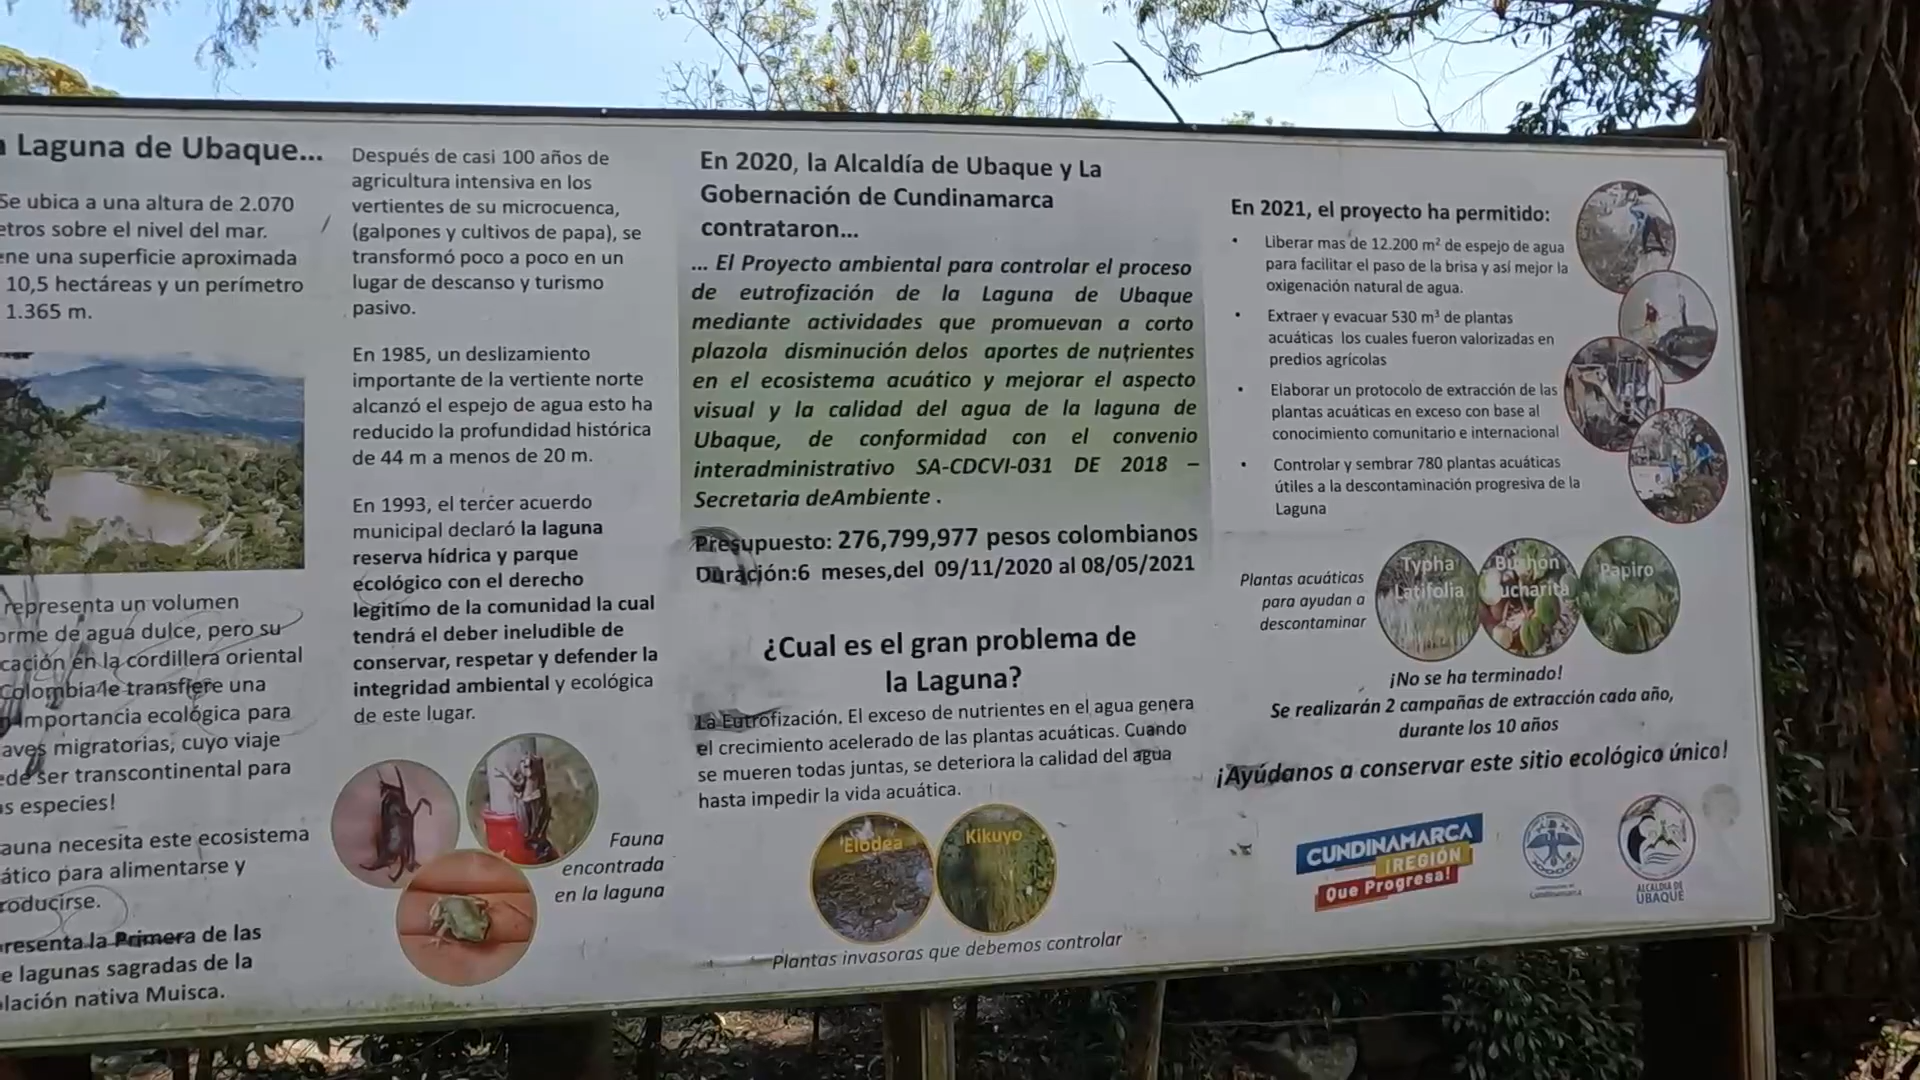 Laguna de Ubaque...
Se ubica a una altura de 2.070
etros sobre el nivel del mar.
ne una superficie aproximada
10,5 hectáreas y un perímetro
1.365 m.
representa un volumen
orme de agua dulce, pero su
cación en la cordillera oriental
Colombia le transfiere una
importancia ecológica para
aves migratorias, cuyo viaje
ede ser transcontinental para
as especies!
auna necesita este ecosistema
ático para alimentarse y
roducirse.
resenta la Primera de las
e lagunas sagradas de la
lación nativa Muisca.
Después de casi 100 años de
agricultura intensiva en los
vertientes de su microcuenca,
(galpones y cultivos de papa), se
transformó poco a poco en un
lugar de descanso y turismo
pasivo.
En 1985, un deslizamiento
importante de la vertiente norte
alcanzó el espejo de agua esto ha
reducido la profundidad histórica
de 44 m a menos de 20 m.
En 1993, el tercer acuerdo
municipal declaró la laguna
reserva hídrica y parque
ecológico con el derecho
legitimo de la comunidad la cual
tendrá el deber ineludible de
conservar, respetar y defender la
integridad ambiental y ecológica
de este lugar.
Fauna
encontrada
en la laguna
En 2020, la Alcaldía de Ubaque y La
Gobernación de Cundinamarca
contrataron...
... El Proyecto ambiental para controlar el proceso
de eutrofización de la Laguna de Ubaque
mediante actividades que promuevan a corto
plazola disminución delos aportes de nutrientes
en el ecosistema acuático y mejorar el aspecto
visual y la calidad del agua de la laguna de
Ubaque, de conformidad con el convenio
interadministrativo SA-CDCVI-031 DE 2018 –
Secretaria deAmbiente .
Presupuesto: 276,799,977 pesos colombianos
Duración:6 meses,del 09/11/2020 al 08/05/2021
¿Cual es el gran problema de
la Laguna?
La Eutrofización. El exceso de nutrientes en el agua genera
el crecimiento acelerado de las plantas acuáticas. Cuando
se mueren todas juntas, se deteriora la calidad del agua
hasta impedir la vida acuática.
Elodea
Kikuyo
Plantas invasoras que debemos controlar
En 2021, el proyecto ha permitido:
• Liberar mas de 12.200 m² de espejo de agua
para facilitar el paso de la brisa y así mejor la
oxigenación natural de agua.
• Extraer y evacuar 530 m³ de plantas
acuáticas los cuales fueron valorizadas en
predios agrícolas
• Elaborar un protocolo de extracción de las
plantas acuáticas en exceso con base al
conocimiento comunitario e internacional
• Controlar y sembrar 780 plantas acuáticas
útiles a la descontaminación progresiva de la
Laguna
Plantas acuáticas
para ayudan a
descontaminar
Typha
Latifolia
Buchon
Cucharita
Papiro
¡No se ha terminado!
Se realizarán 2 campañas de extracción cada año,
durante los 10 años
¡Ayúdanos a conservar este sitio ecológico único!
CUNDINAMARCA
¡REGIÓN
Que Progresa!
Cundinamarca
ALCALDÍA DE
UBAQUE